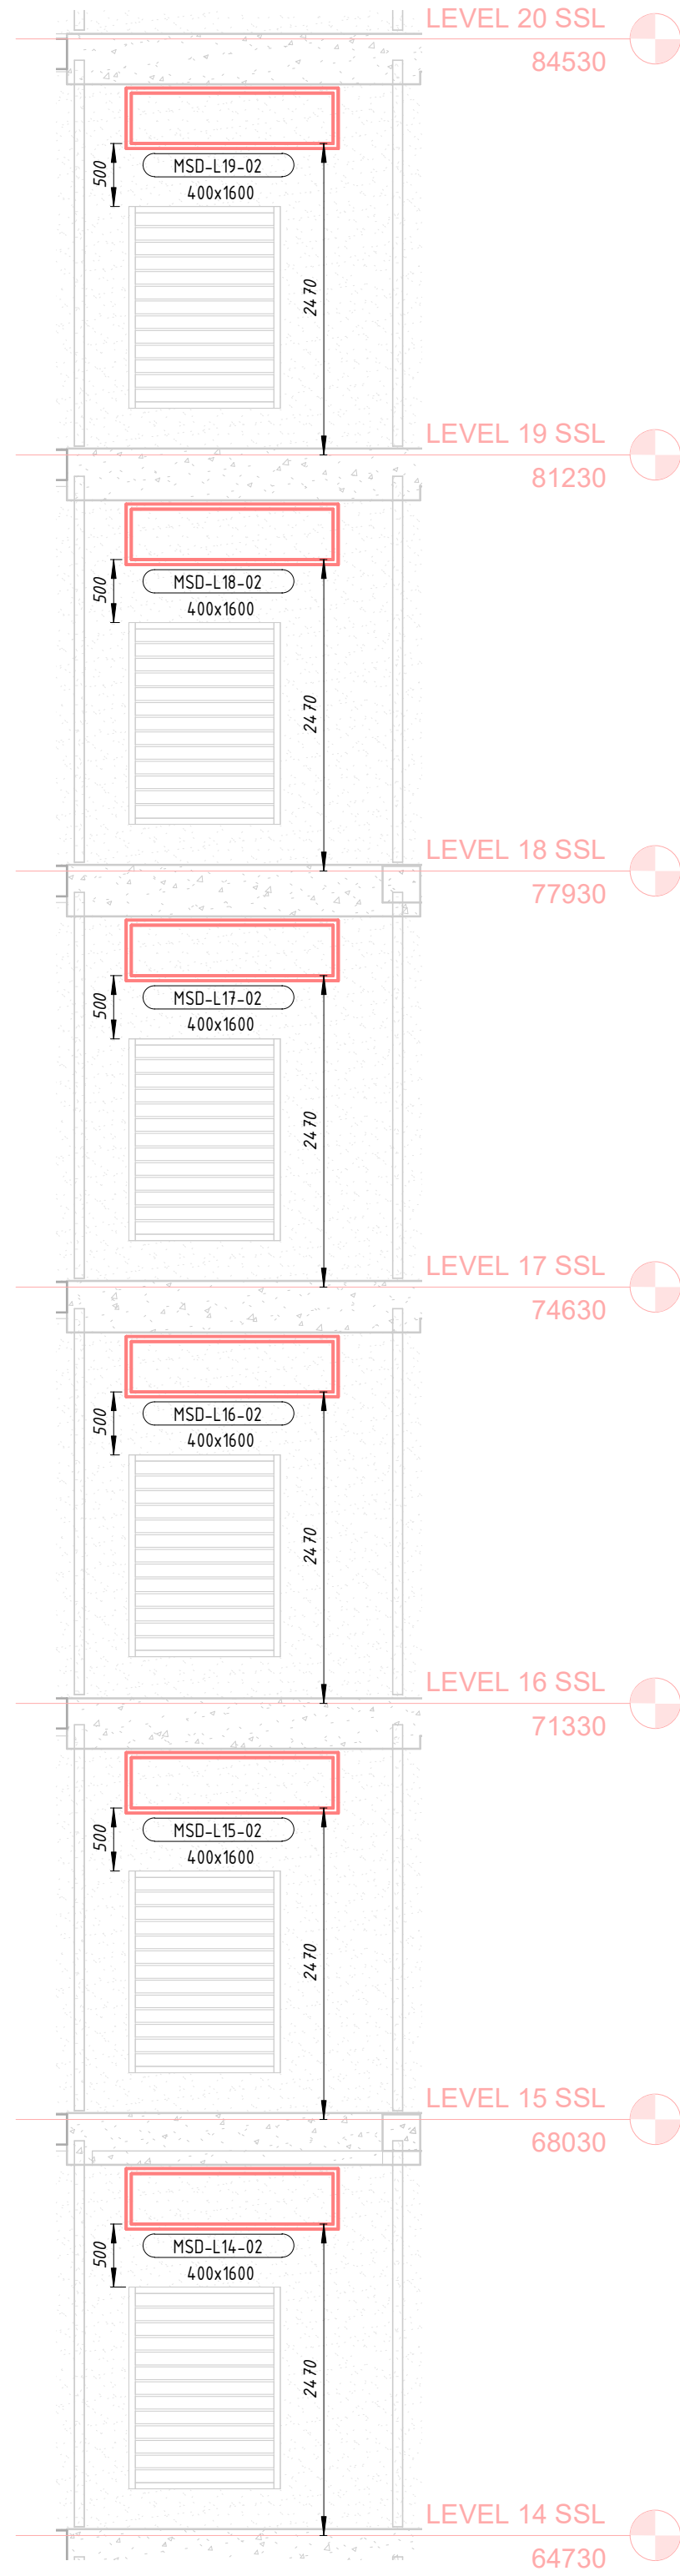 LEVEL 20 SSL
84530
MSD-L19-02
400x1600
500
2470
LEVEL 19 SSL
81230
MSD-L18-02
400x1600
500
2470
LEVEL 18 SSL
77930
MSD-L17-02
400x1600
500
2470
LEVEL 17 SSL
74630
MSD-L16-02
400x1600
500
2470
LEVEL 16 SSL
71330
MSD-L15-02
400x1600
500
2470
LEVEL 15 SSL
68030
MSD-L14-02
400x1600
500
2470
LEVEL 14 SSL
64730